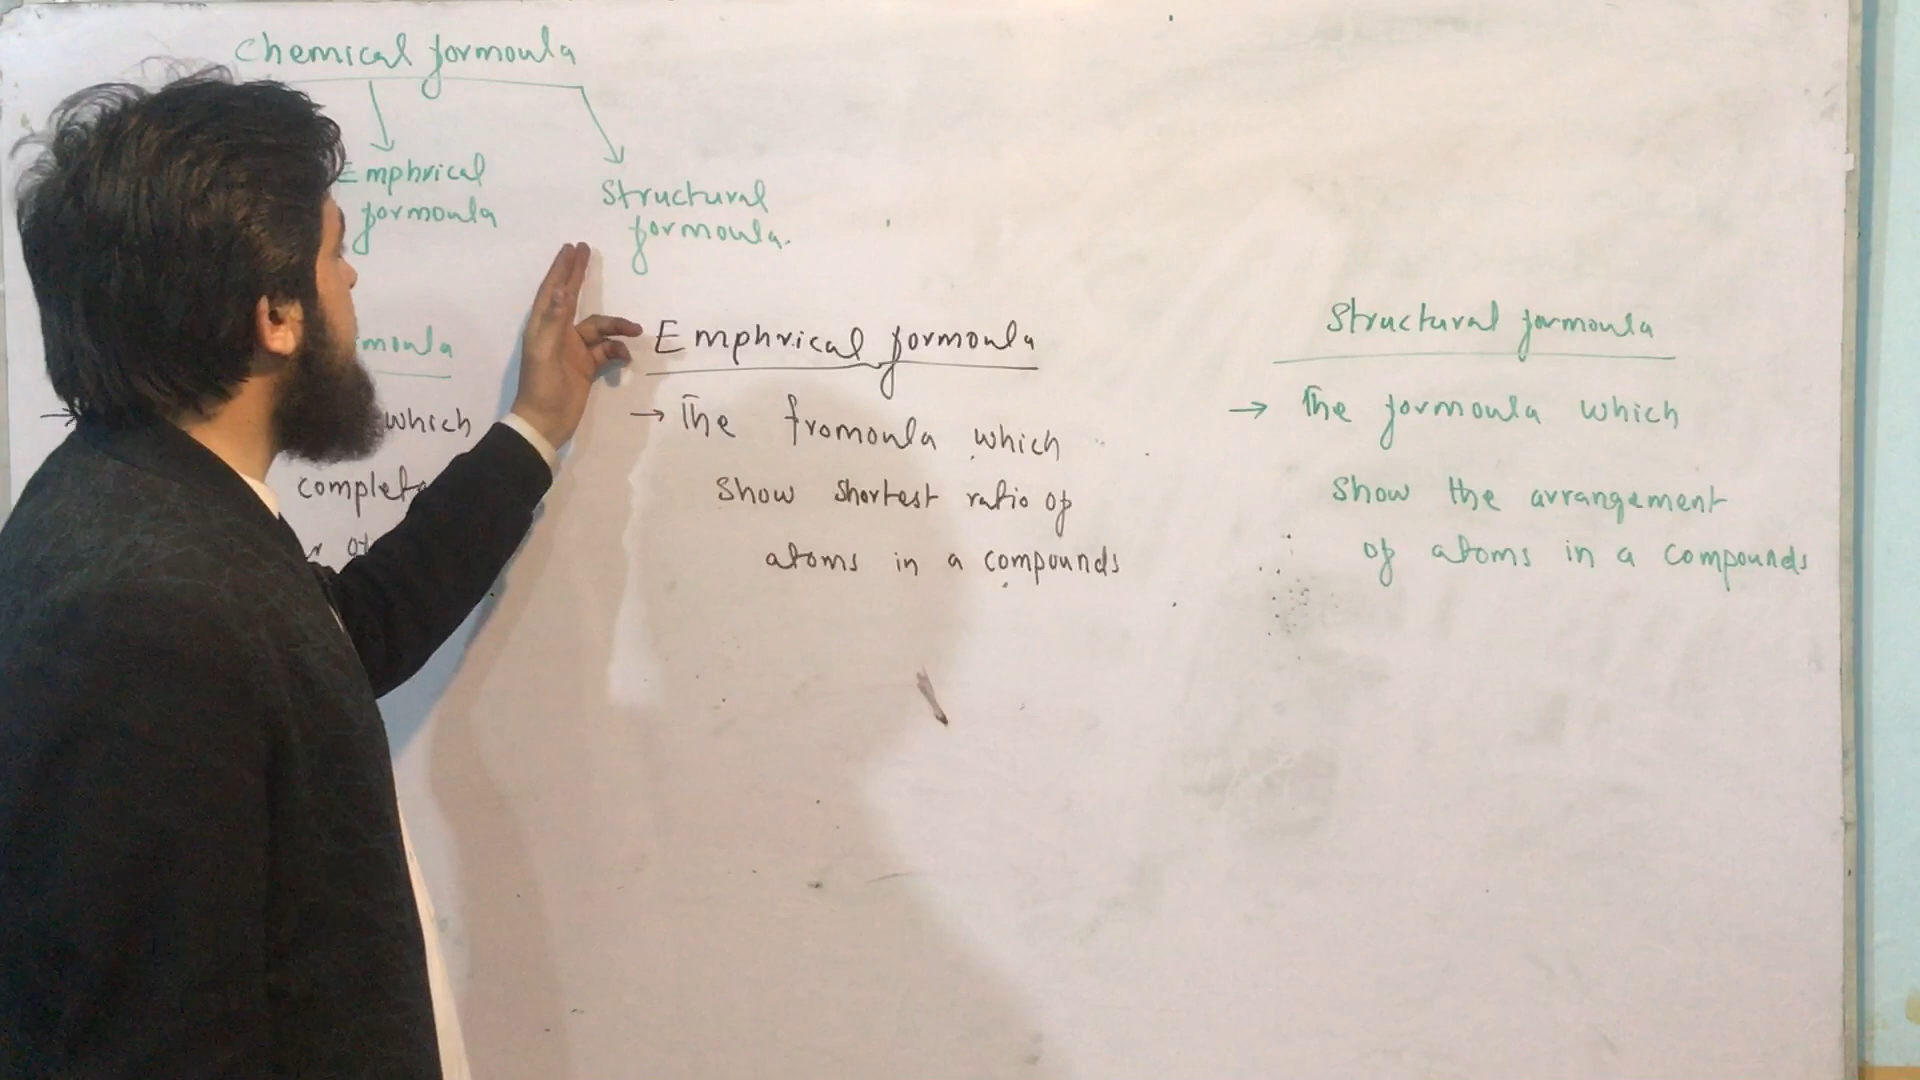 Chemical formoula
Emphrical
formoula
Structural
formoula.
which
complete
Emphrical formoula
→ The fromoula which
Show shortest ratio of
atoms in a compounds
Structural formoula
→ The formoula which
Show the arrangement
of atoms in a compounds